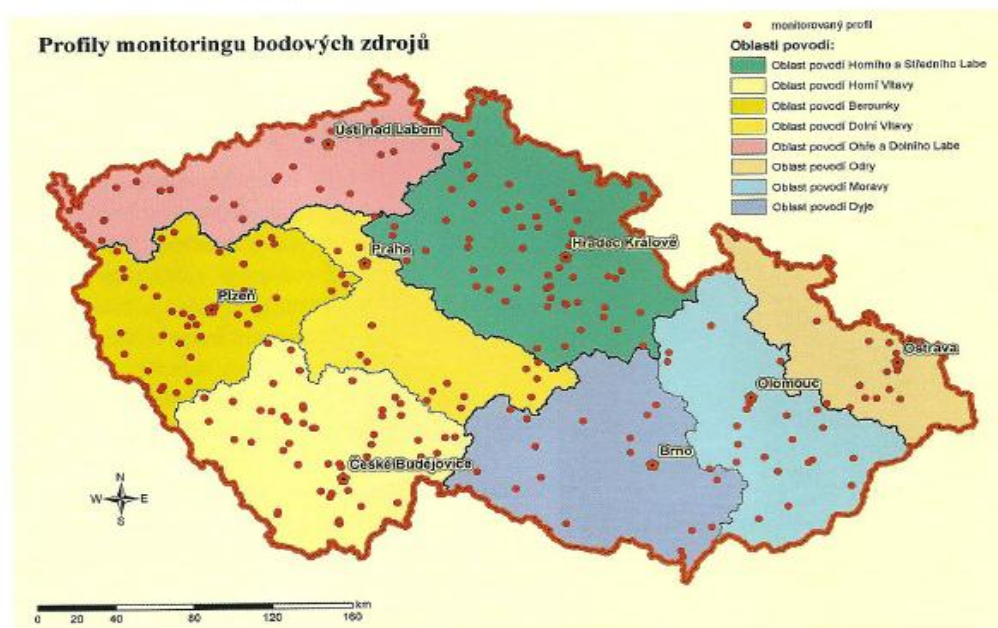 Profily monitoringu bodových zdrojů
monitorovaný profil
Oblasti povodí:
Oblast povodí Horního a Středního Labe
Oblast povodí Horní Vltavy
Oblast povodí Berounky
Oblast povodí Dolní Vltavy
Oblast povodí Ohře a Dolního Labe
Oblast povodí Odry
Oblast povodí Moravy
Oblast povodí Dyje
Ústí nad Labem
Praha
Hradec Králové
Plzeň
Ostrava
Olomouc
Brno
České Budějovice
N
W E
S
km
0 20 40 80 120 160